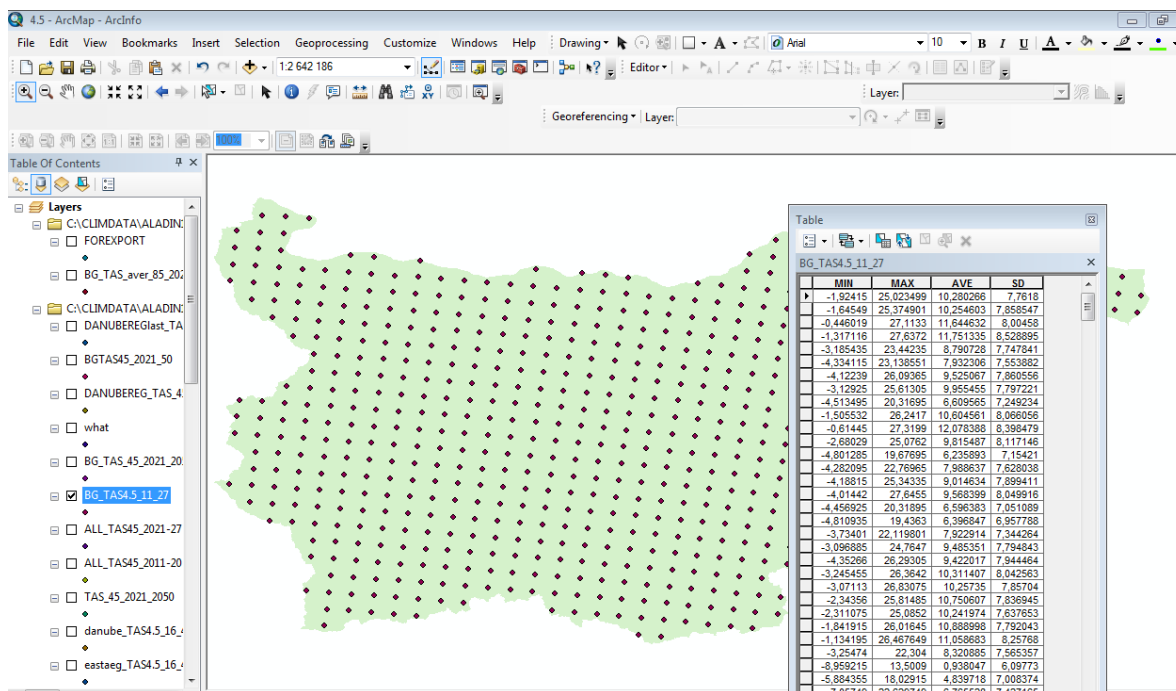 4.5 - ArcMap - ArcInfo
File Edit View Bookmarks Insert Selection Geoprocessing Customize Windows Help Drawing Arial 10 B I U A
1:2 642 186 Editor
Layer:
Georeferencing Layer:
100%
Table Of Contents
Layers
C:\CLIMDATA\ALADIN
FOREXPORT
BG_TAS_aver_85_202
C:\CLIMDATA\ALADIN
DANUBEREGlast_TA
BGTAS45_2021_50
DANUBEREG_TAS_4
what
BG_TAS_45_2021_20
BG_TAS4.5_11_27
ALL_TAS45_2021-27
ALL_TAS45_2011-20
TAS_45_2021_2050
danube_TAS4.5_16_4
eastaeg_TAS4.5_16_4
Table
BG_TAS4.5_11_27
MIN MAX AVE SD
-1,92415 25,023499 10,280266 7,7618
-1,64549 25,374901 10,254603 7,858547
-0,446019 27,1133 11,644632 8,00458
-1,317116 27,6372 11,751335 8,528895
-3,185435 23,44235 8,790728 7,747841
-4,334115 23,138551 7,932306 7,553882
-4,12239 26,09365 9,525067 7,860556
-3,12925 25,61305 9,955455 7,797221
-4,513495 20,31695 6,609565 7,249234
-1,505532 26,2417 10,604561 8,066056
-0,61445 27,3199 12,078388 8,398479
-2,68029 25,0762 9,815487 8,117146
-4,801285 19,67695 6,235893 7,15421
-4,282095 22,76965 7,988637 7,628038
-4,18815 25,34335 9,014634 7,899411
-4,01442 27,6455 9,568399 8,049916
-4,456925 20,31895 6,596383 7,051089
-4,810935 19,4363 6,396847 6,957788
-3,73401 22,119801 7,922914 7,344264
-3,096885 24,7647 9,485351 7,794843
-4,35266 26,29305 9,422017 7,944464
-3,245455 26,3642 10,311407 8,042563
-3,07113 26,83075 10,25735 7,85704
-2,34356 25,81485 10,750607 7,836945
-2,311075 25,0852 10,241974 7,637653
-1,841915 26,01645 10,888998 7,792043
-1,134195 26,467649 11,058683 8,25768
-3,25474 22,304 8,320885 7,565357
-8,959215 13,5009 0,938047 6,09773
-5,884355 18,02915 4,839718 7,008374